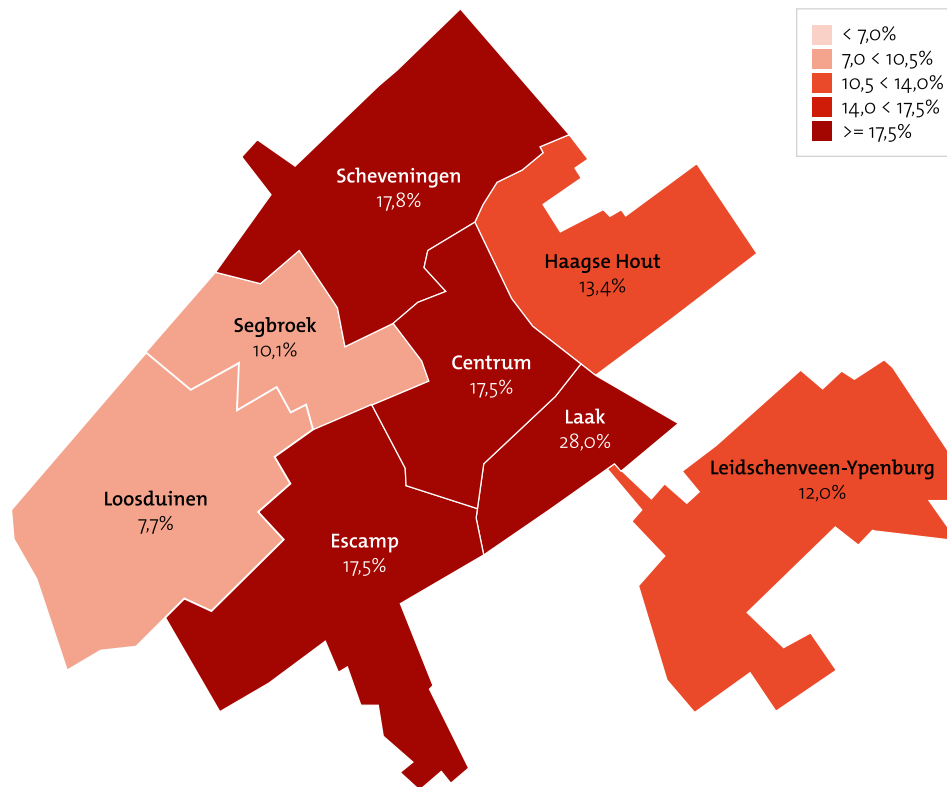 < 7,0%
7,0 < 10,5%
10,5 < 14,0%
14,0 < 17,5%
>= 17,5%
Scheveningen
17,8%
Haagse Hout
13,4%
Segbroek
10,1%
Centrum
17,5%
Laak
28,0%
Leidschenveen-Ypenburg
12,0%
Loosduinen
7,7%
Escamp
17,5%